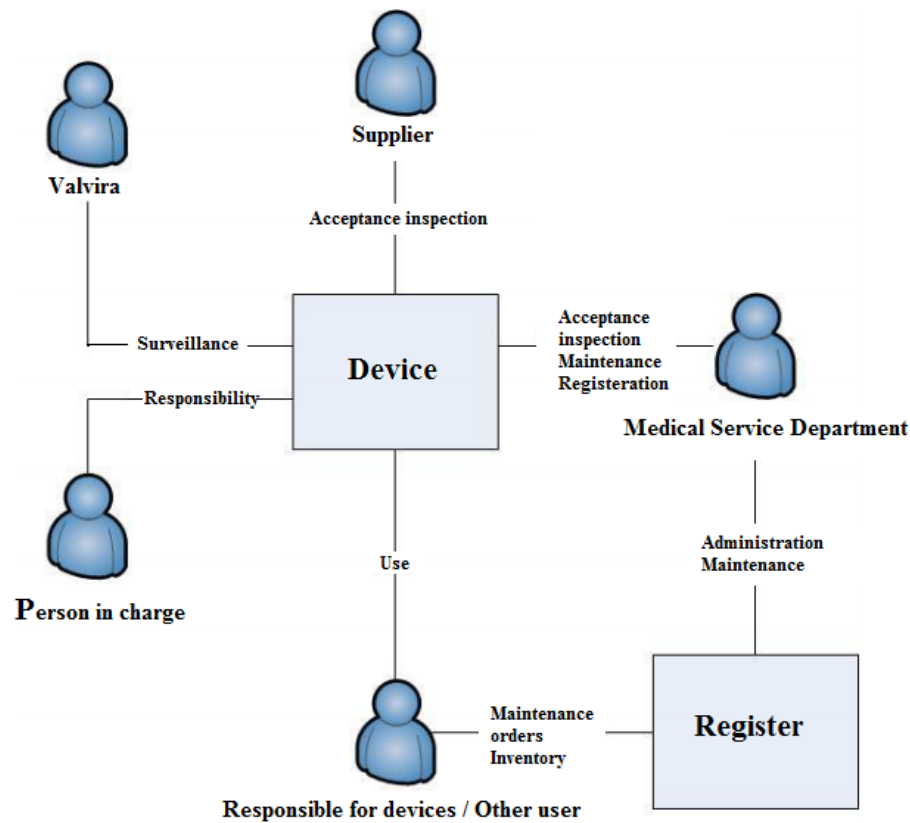 Supplier
Valvira
Acceptance inspection
Acceptance
inspection
Maintenance
Registeration
Surveillance
Device
Responsibility
Medical Service Department
Administration
Maintenance
Use
Person in charge
Maintenance
orders
Inventory
Register
Responsible for devices / Other user